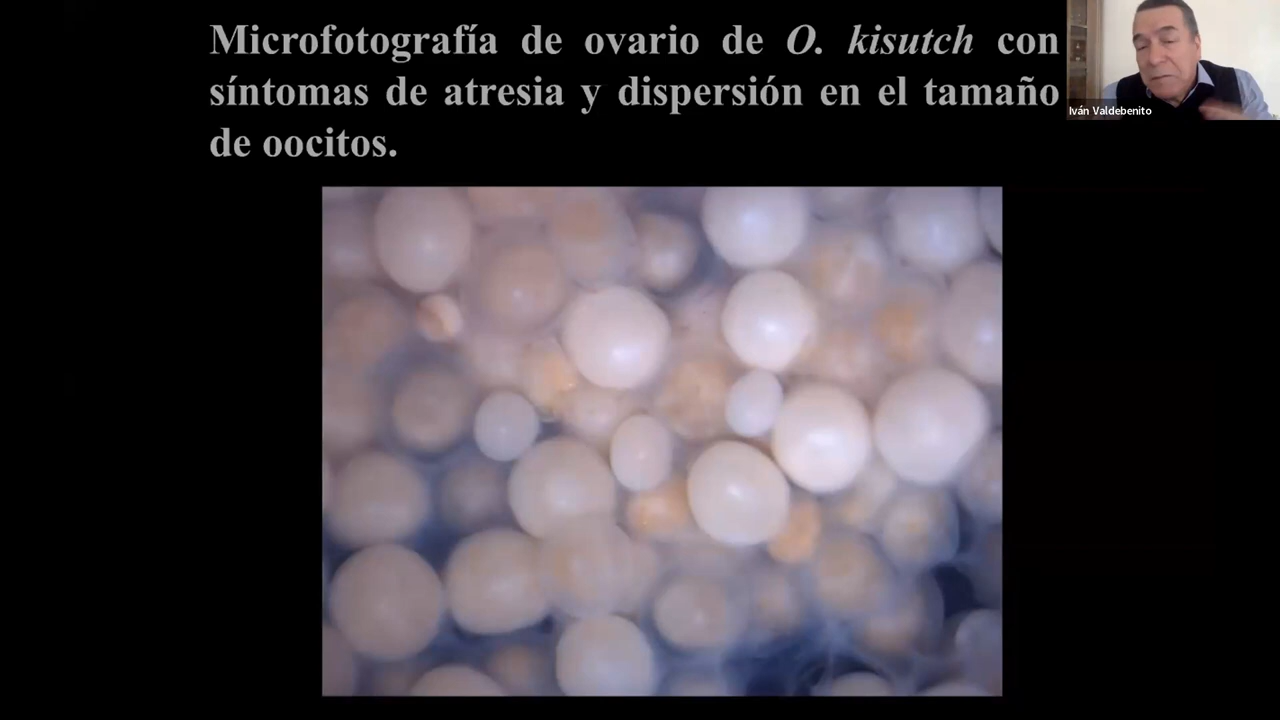 Microfotografía de ovario de O. kisutch con
síntomas de atresia y dispersión en el tamaño
de oocitos.
Iván Valdebenito